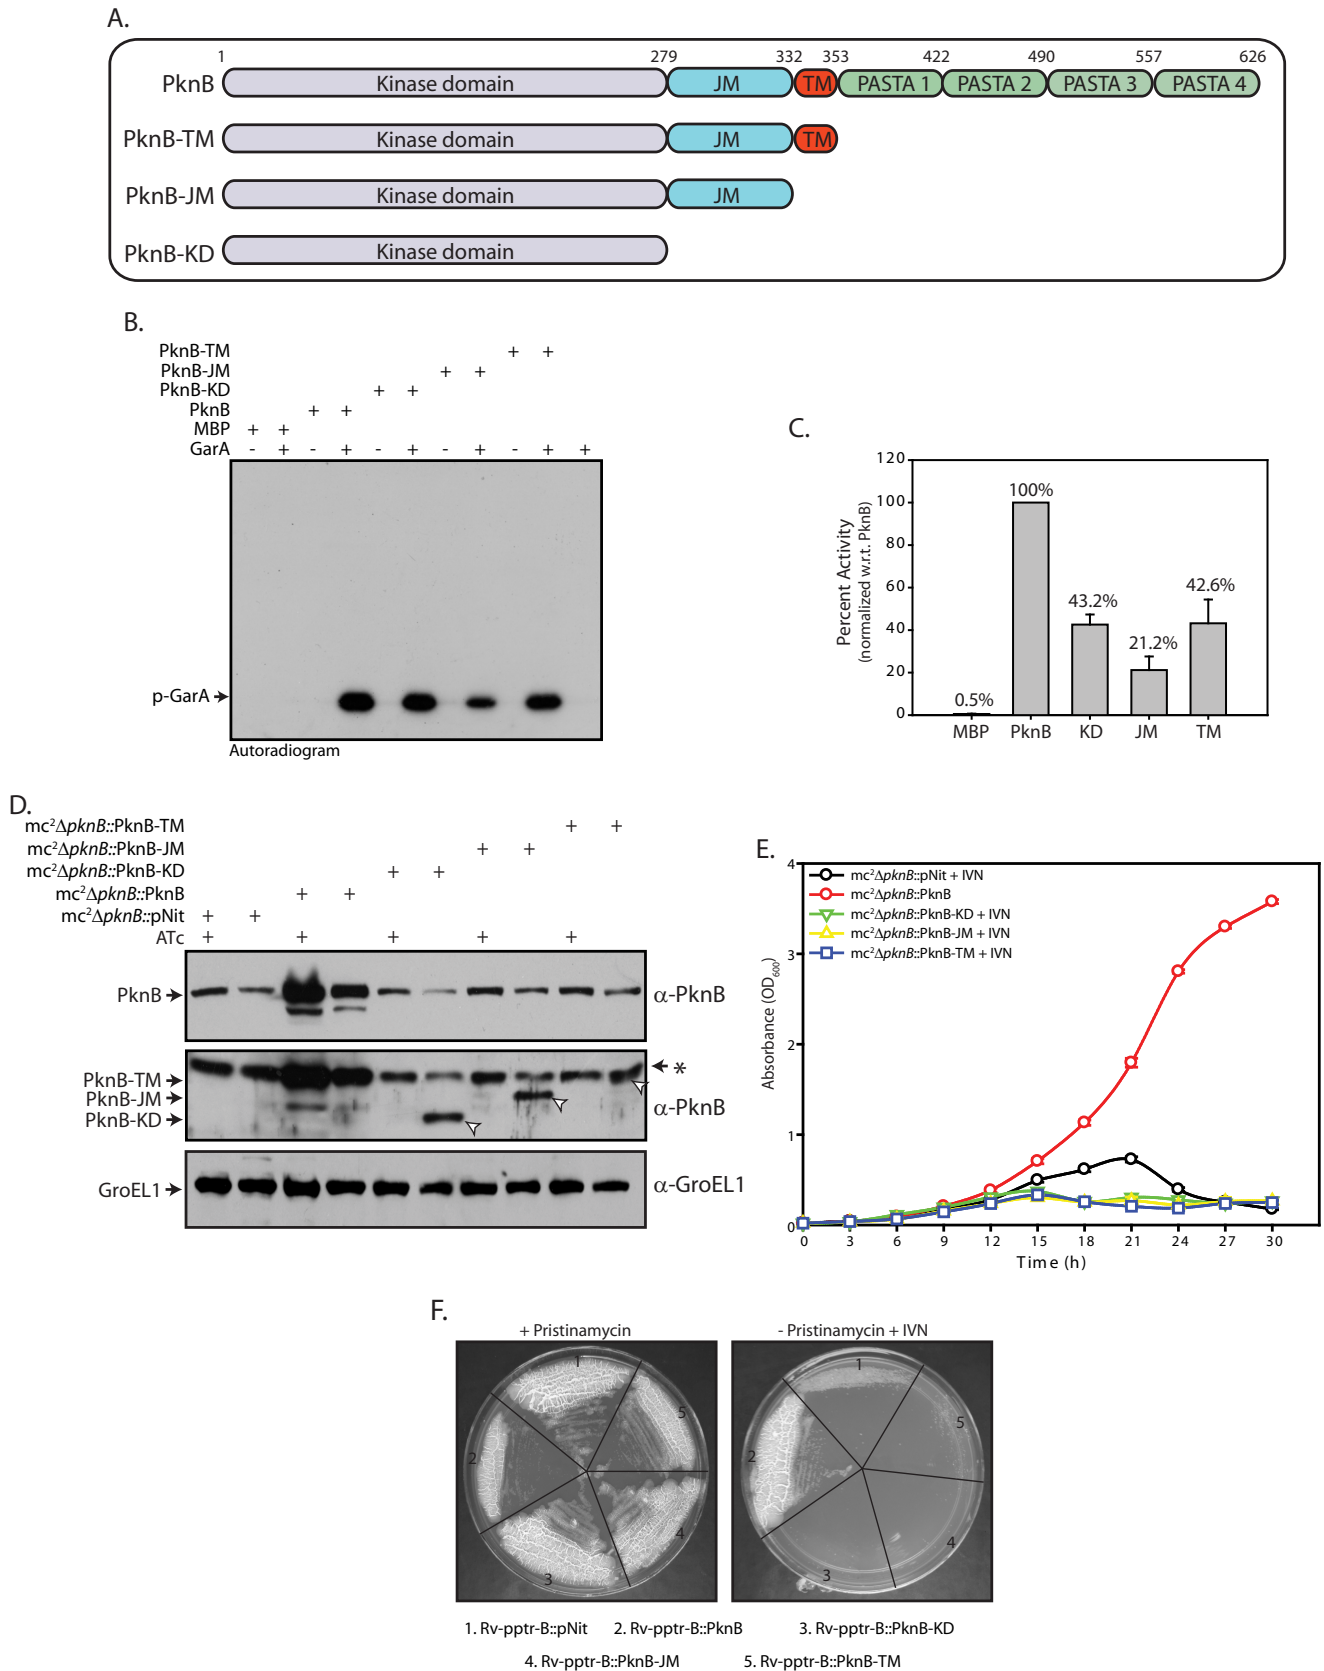 A.
1 279 332 353 422 490 557 626
PknB Kinase domain JM TM PASTA 1 PASTA 2 PASTA 3 PASTA 4
PknB-TM Kinase domain JM TM
PknB-JM Kinase domain JM
PknB-KD Kinase domain
B.
PknB-TM + +
PknB-JM + +
PknB-KD + +
PknB + +
MBP + +
GarA - + - + - + - + - + +
p-GarA
Autoradiogram
C.
Percent Activity
(normalized w.r.t. PknB)
120
100
80
60
40
20
0
0.5%
100%
43.2%
21.2%
42.6%
MBP PknB KD JM TM
D.
mc²ΔpknB::PknB-TM + +
mc²ΔpknB::PknB-JM + +
mc²ΔpknB::PknB-KD + +
mc²ΔpknB::PknB + +
mc²ΔpknB::pNit + +
ATc + + + + +
PknB α-PknB
*
PknB-TM
PknB-JM α-PknB
PknB-KD
GroEL1 α-GroEL1
E.
Absorbance (OD₆₀₀)
4
3
2
1
0
mc²ΔpknB::pNit + IVN
mc²ΔpknB::PknB
mc²ΔpknB::PknB-KD + IVN
mc²ΔpknB::PknB-JM + IVN
mc²ΔpknB::PknB-TM + IVN
0 3 6 9 12 15 18 21 24 27 30
Time (h)
F.
+ Pristinamycin
1
2
3
4
5
- Pristinamycin + IVN
1
2
3
4
5
1. Rv-pptr-B::pNit 2. Rv-pptr-B::PknB 3. Rv-pptr-B::PknB-KD
4. Rv-pptr-B::PknB-JM 5. Rv-pptr-B::PknB-TM